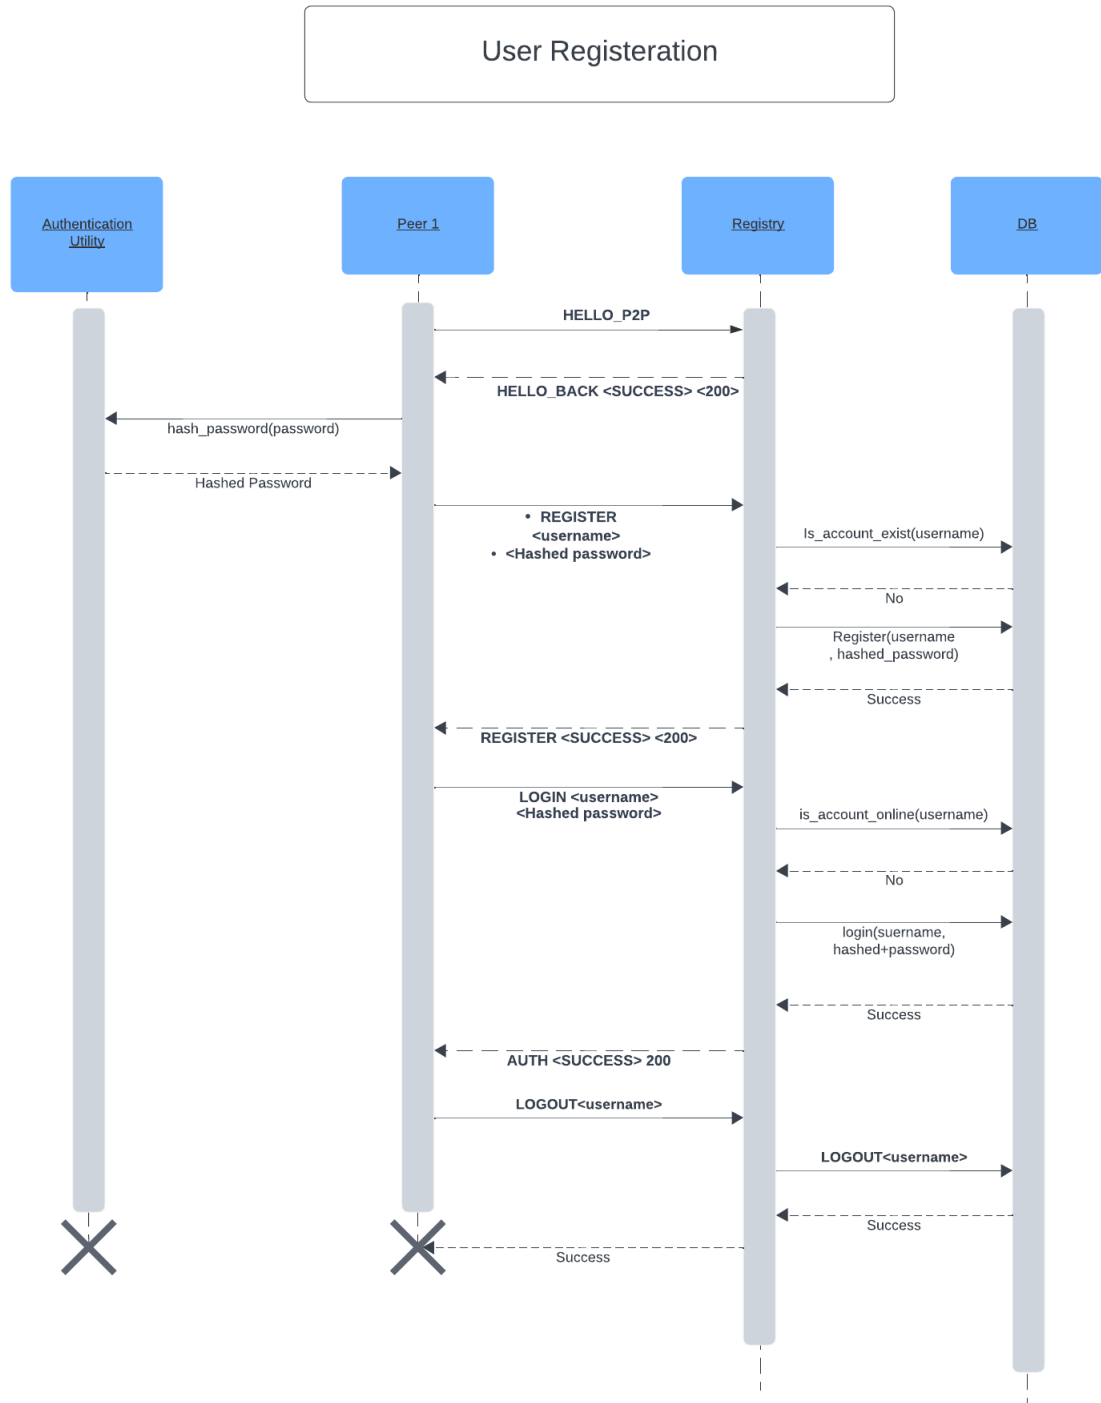 User Registeration
Authentication
Utility
Peer 1
Registry
DB
HELLO_P2P
HELLO_BACK <SUCCESS> <200>
hash_password(password)
Hashed Password
• REGISTER
<username>
• <Hashed password>
Is_account_exist(username)
No
Register(username
, hashed_password)
Success
REGISTER <SUCCESS> <200>
LOGIN <username>
<Hashed password>
is_account_online(username)
No
login(suername,
hashed+password)
Success
AUTH <SUCCESS> 200
LOGOUT<username>
LOGOUT<username>
Success
Success